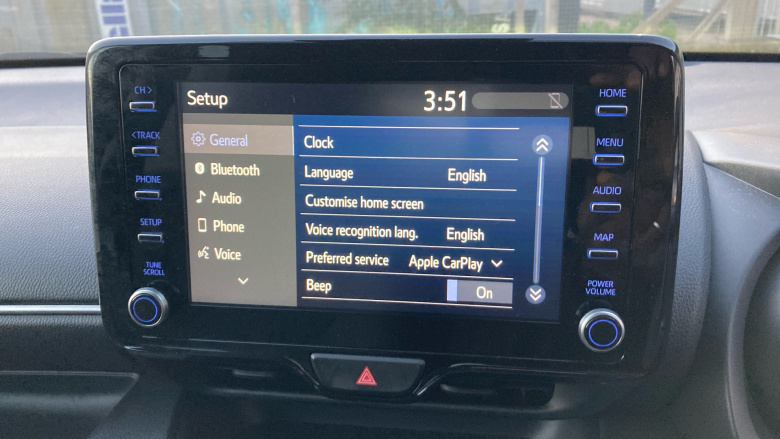 CH >
< TRACK
PHONE
SETUP
TUNE
SCROLL
Setup
3:51
General
Bluetooth
Audio
Phone
Voice
Clock
Language English
Customise home screen
Voice recognition lang. English
Preferred service Apple CarPlay
Beep On
HOME
MENU
AUDIO
MAP
POWER
VOLUME